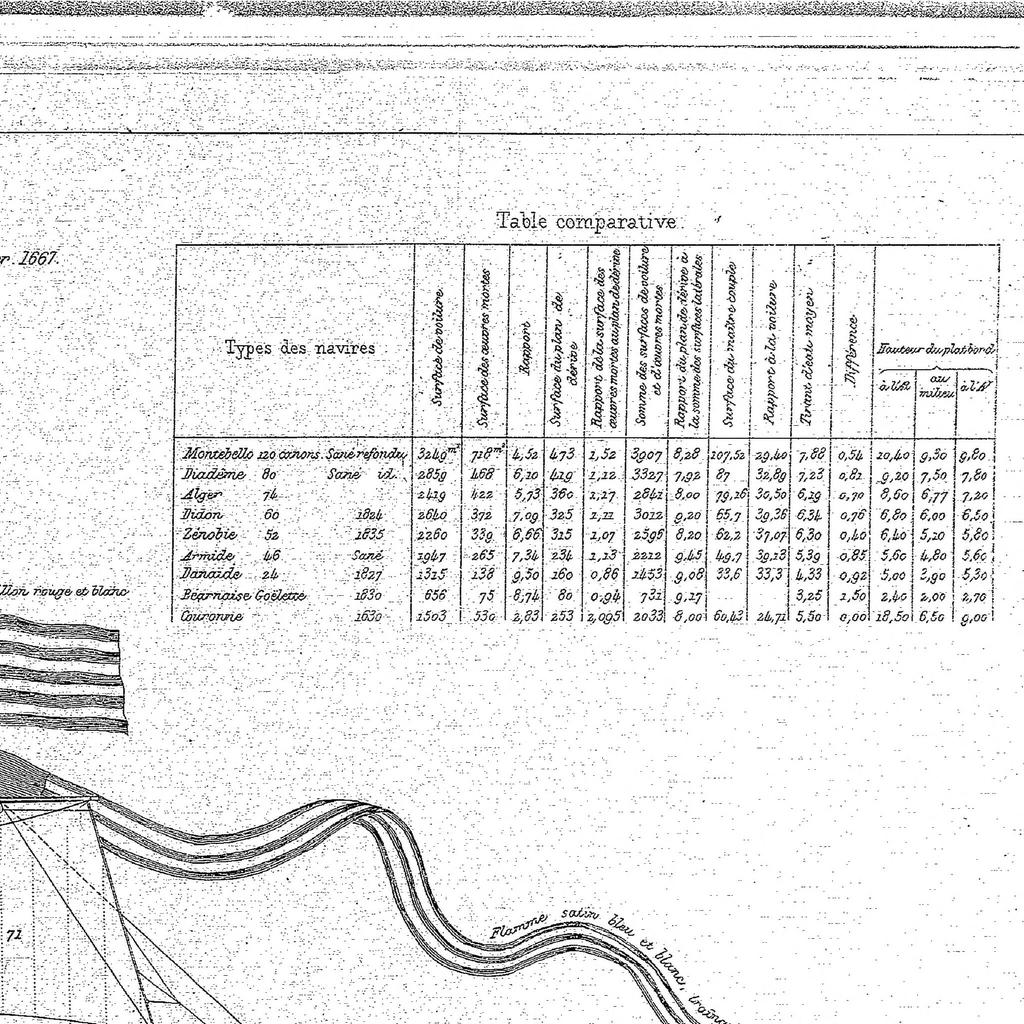 Table comparative
1667.
Types des navires
Surface de voilure.
Surface des œuvres mortes
Rapport
Surface du plan de dérive
Rapport de la surface des œuvres mortes au plan de dérive
Somme des surfaces de voilure et d'œuvres mortes
Rapport du plan de dérive à la somme des surfaces latérales
Surface du maître couple
Rapport à la voilure
Tirant d'eau moyen
Différence
Hauteur du platbord
à l'Æ
au milieu
à l'Aᵛ
Montebello 120 canons. Sané refondu 3249ᵐ² 718ᵐ² 4,52 473 1,52 3907 8,28 107,52 29,40 7,88 0,54 10,40 9,30 9,80
Diadème 80 Sané id. 2859 468 6,10 419 1,12 3327 7,92 87 32,89 7,23 0,81 9,20 7,50 7,80
Alger 74 2419 422 5,73 360 1,17 2841 8,00 79,16 30,50 6,19 0,70 8,60 6,77 7,20
Didon 60 1824 2640 372 7,09 325 1,11 3012 9,20 65,7 39,36 6,34 0,76 6,80 6,00 6,50
Zénobie 52 1835 2260 339 6,66 315 1,07 2596 8,20 62,2 37,07 6,30 0,40 6,40 5,10 5,80
Armide 46 Sané 1947 265 7,34 234 1,13 2212 9,45 49,7 39,18 5,39 0,85 5,60 4,80 5,60
Danaïde 24 1827 1315 138 9,50 160 0,86 1453 9,08 33,6 33,3 4,33 0,92 5,00 3,90 5,30
Béarnaise Goëlette 1830 656 75 8,74 80 0,94 731 9,17 3,25 1,50 2,40 2,00 2,70
Couronne 1630 1503 530 2,83 253 2,095 2033 8,00 60,43 24,71 5,50 0,00 18,50 6,50 9,00
rouge et blanc
71
Flamme satin bleu et blanc,